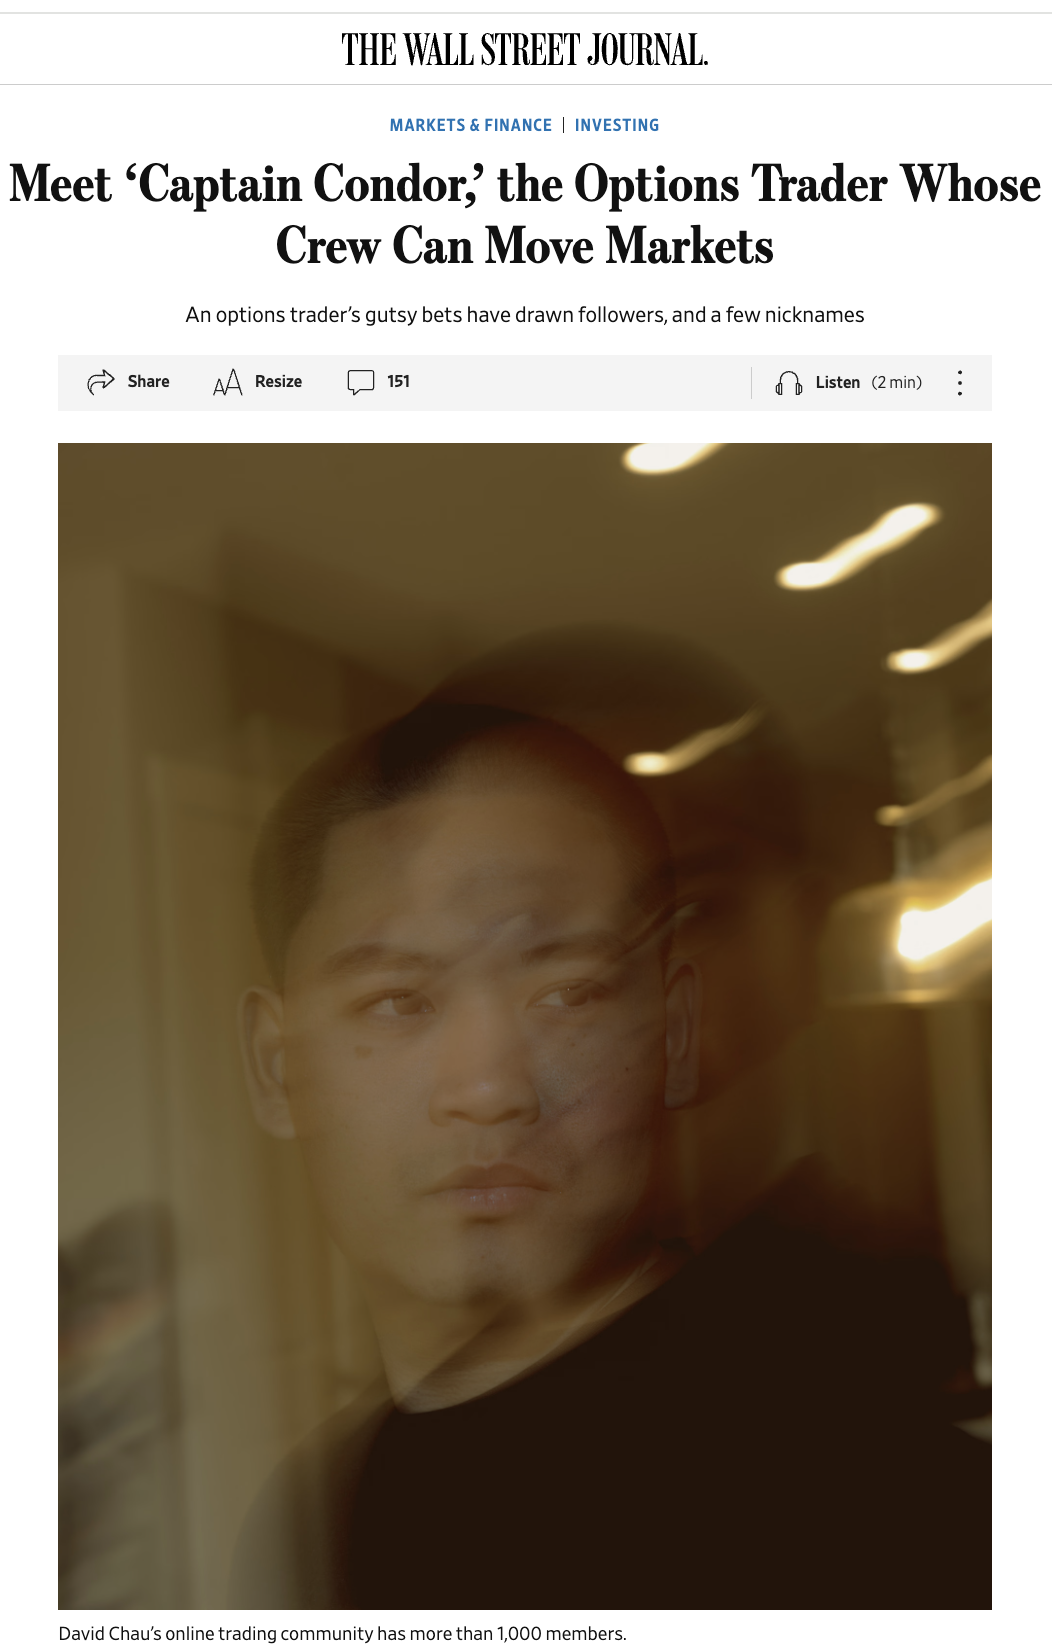 THE WALL STREET JOURNAL.
MARKETS & FINANCE | INVESTING
Meet ‘Captain Condor,’ the Options Trader Whose
Crew Can Move Markets
An options trader’s gutsy bets have drawn followers, and a few nicknames
Share Resize 151 Listen (2 min)
David Chau’s online trading community has more than 1,000 members.